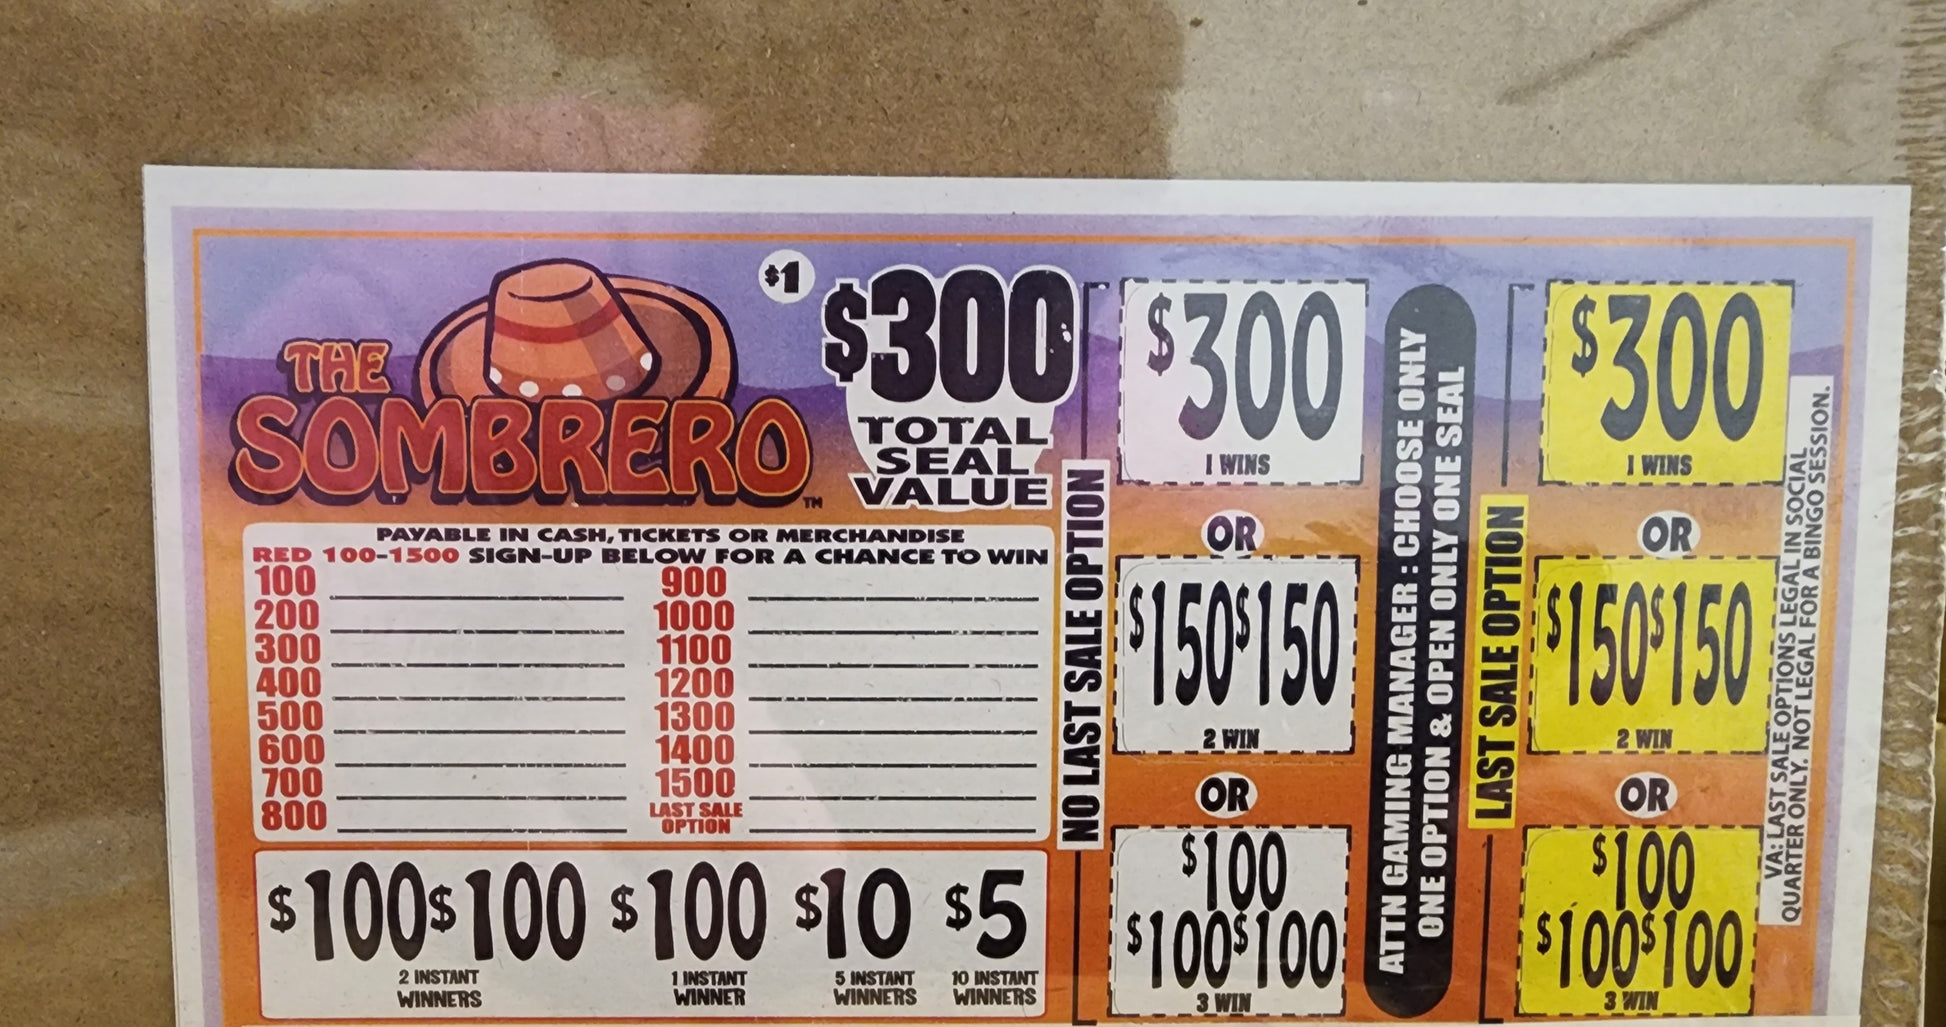 $1
THE
SOMBRERO™
$300
TOTAL
SEAL
VALUE
PAYABLE IN CASH, TICKETS OR MERCHANDISE
RED 100-1500 SIGN-UP BELOW FOR A CHANCE TO WIN
100
200
300
400
500
600
700
800
900
1000
1100
1200
1300
1400
1500
LAST SALE
OPTION
$100 $100
2 INSTANT
WINNERS
$100
1 INSTANT
WINNER
$10
5 INSTANT
WINNERS
$5
10 INSTANT
WINNERS
NO LAST SALE OPTION
$300
1 WINS
OR
$150 $150
2 WIN
OR
$100
$100 $100
3 WIN
ATTN GAMING MANAGER : CHOOSE ONLY
ONE OPTION & OPEN ONLY ONE SEAL
LAST SALE OPTION
$300
1 WINS
OR
$150 $150
2 WIN
OR
$100
$100 $100
3 WIN
VA: LAST SALE OPTIONS LEGAL IN SOCIAL
QUARTER ONLY. NOT LEGAL FOR A BINGO SESSION.